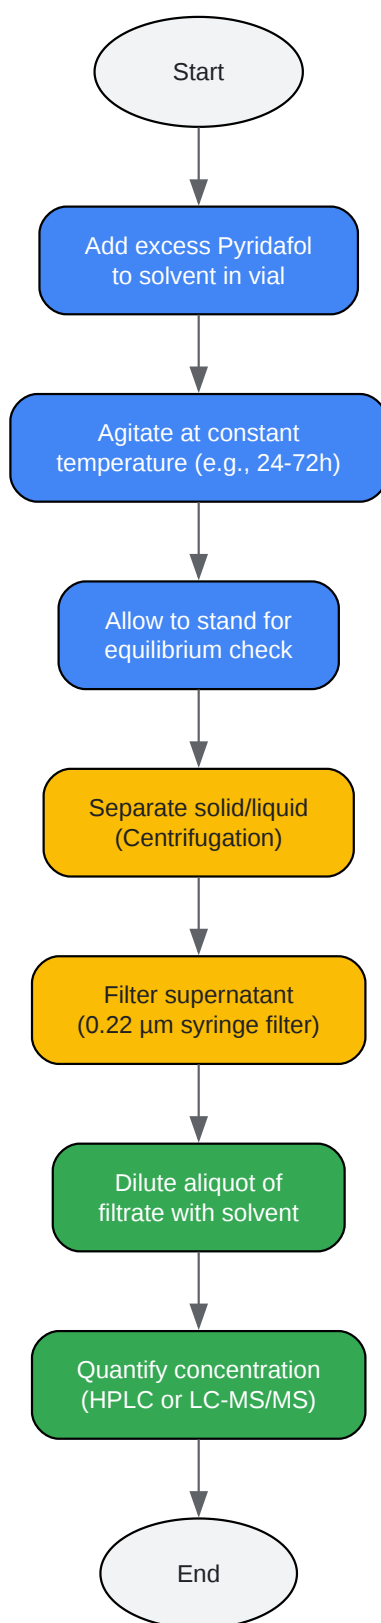 Start
Add excess Pyridafol
to solvent in vial
Agitate at constant
temperature (e.g., 24-72h)
Allow to stand for
equilibrium check
Separate solid/liquid
(Centrifugation)
Filter supernatant
(0.22 µm syringe filter)
Dilute aliquot of
filtrate with solvent
Quantify concentration
(HPLC or LC-MS/MS)
End